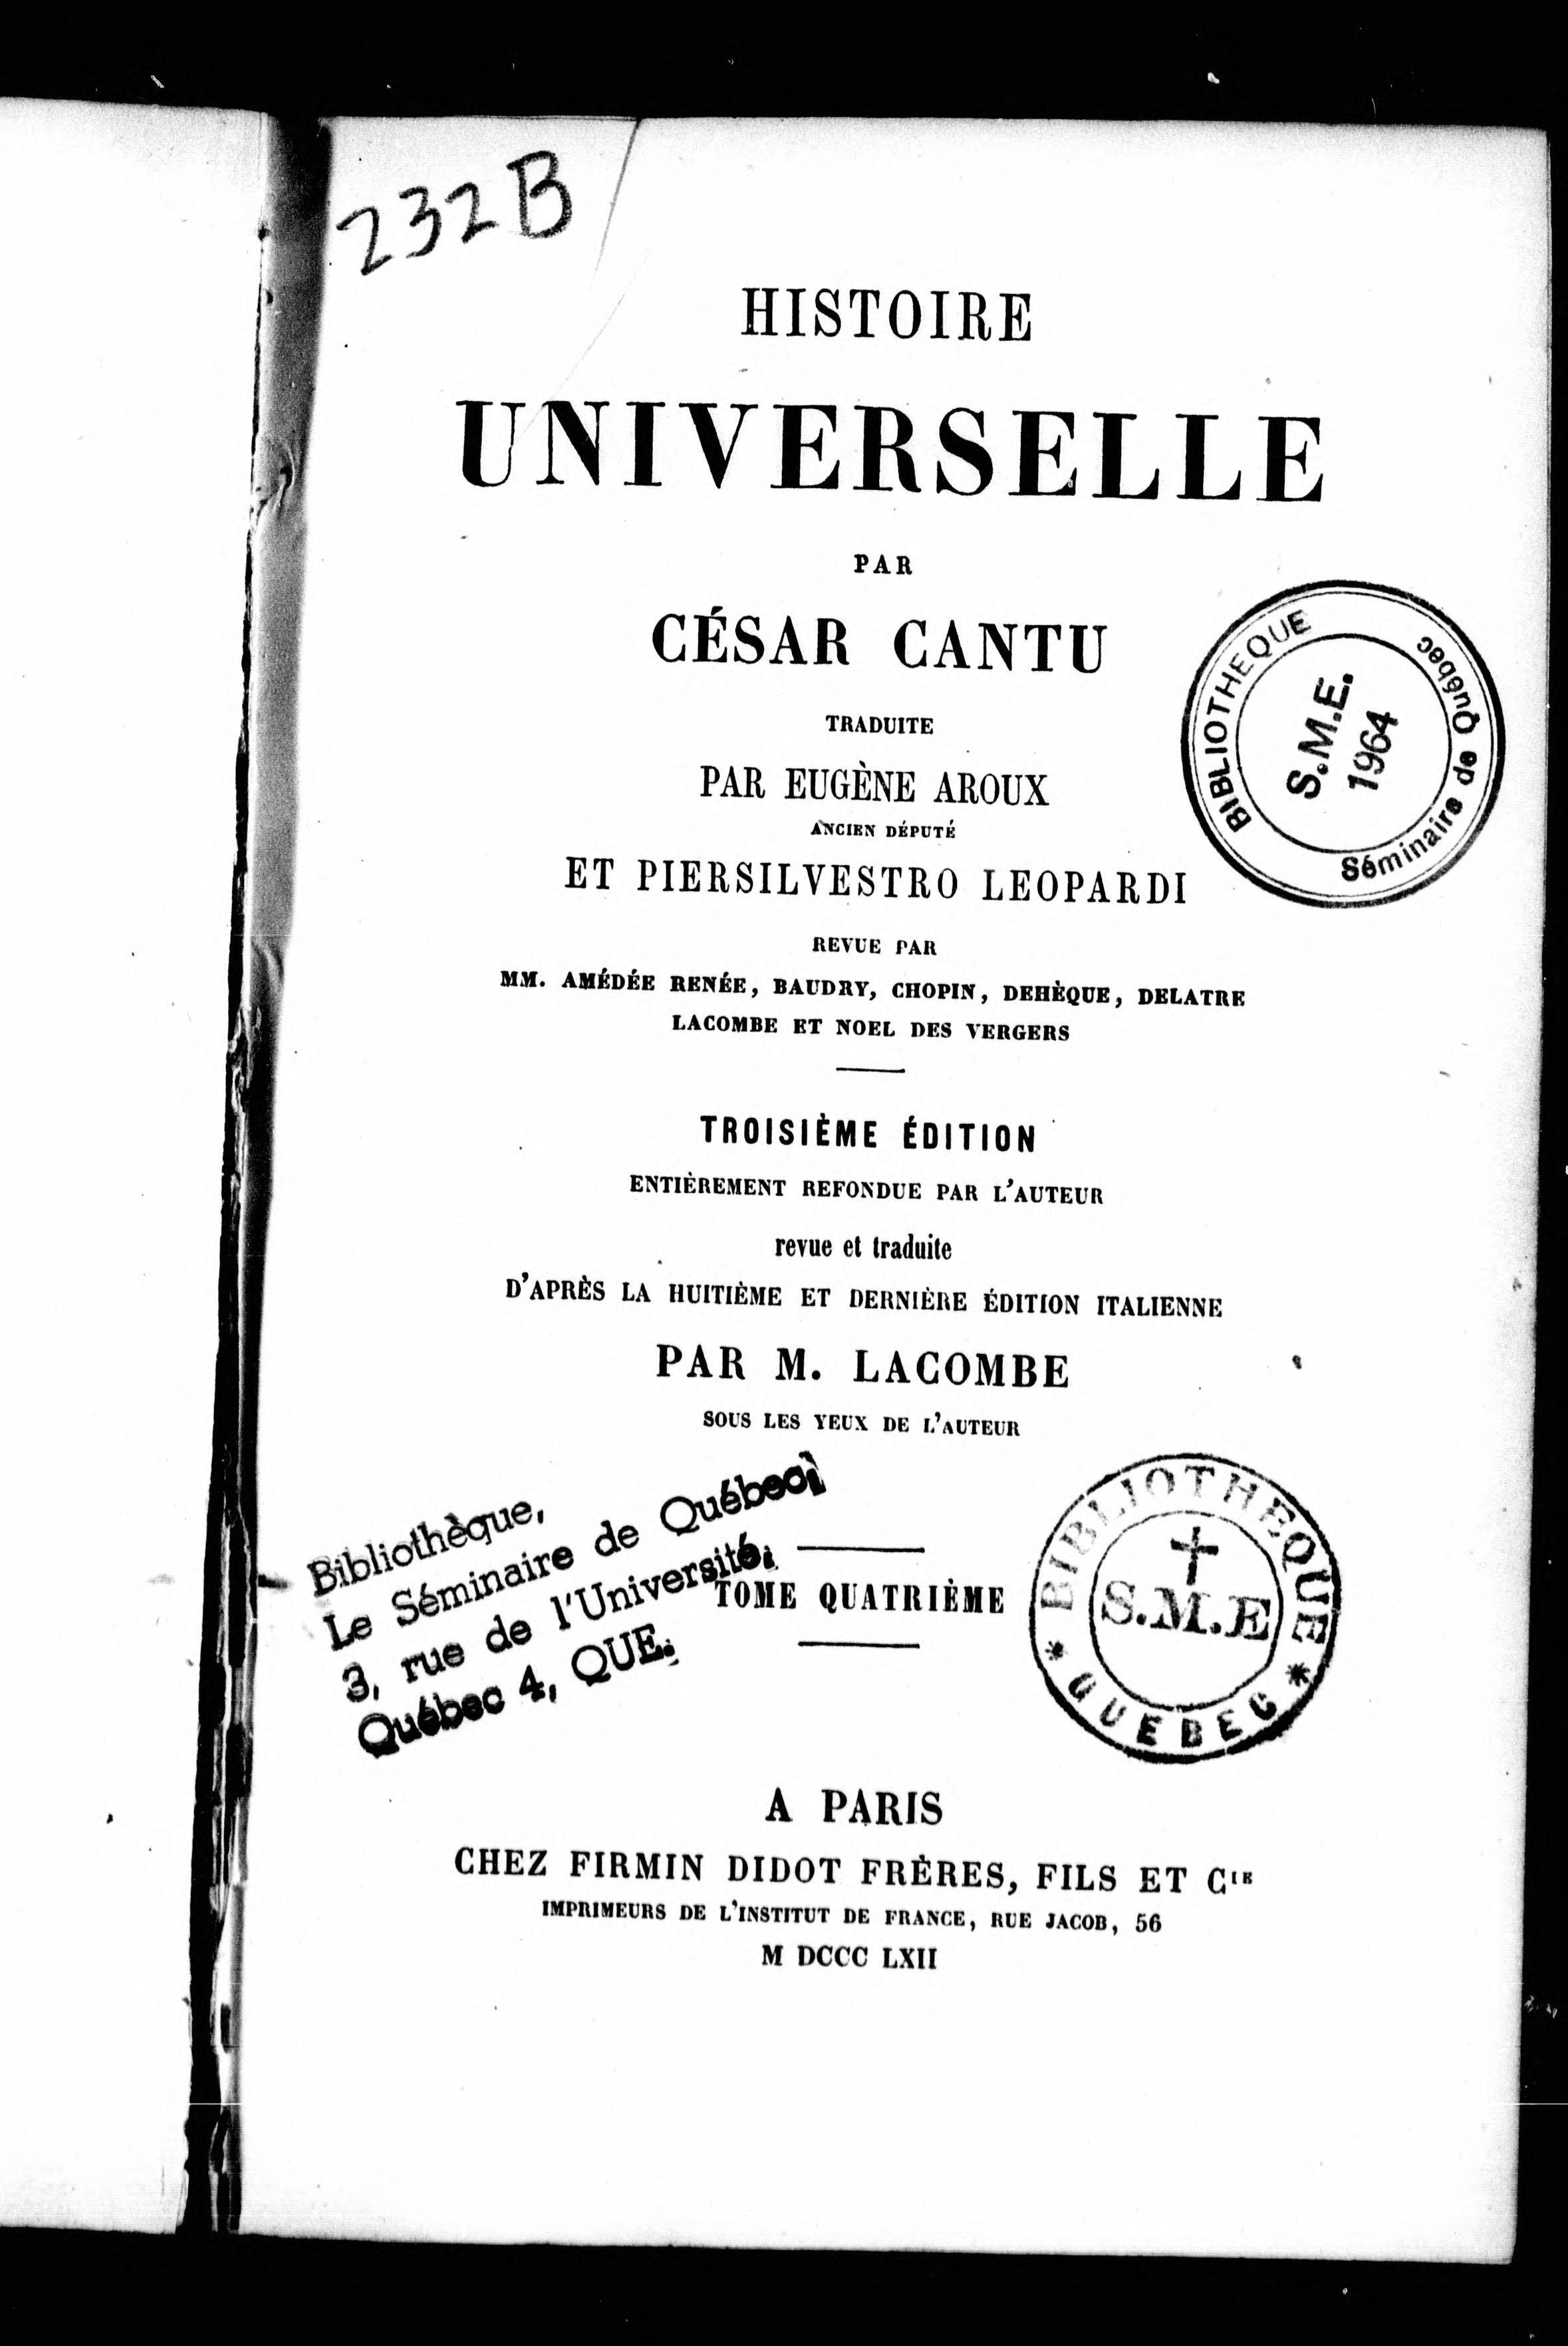 232B
HISTOIRE
UNIVERSELLE
PAR
CÉSAR CANTU
TRADUITE
PAR EUGÈNE AROUX
ANCIEN DÉPUTÉ
ET PIERSILVESTRO LEOPARDI
REVUE PAR
MM. AMÉDÉE RENÉE, BAUDRY, CHOPIN, DEHÈQUE, DELATRE
LACOMBE ET NOEL DES VERGERS
BIBLIOTHEQUE
S.M.E.
1964
Séminaire de Québec
TROISIÈME ÉDITION
ENTIÈREMENT REFONDUE PAR L'AUTEUR
revue et traduite
D'APRÈS LA HUITIÈME ET DERNIÈRE ÉDITION ITALIENNE
PAR M. LACOMBE
SOUS LES YEUX DE L'AUTEUR
Bibliothèque,
Le Séminaire de Québec,
3, rue de l'Université,
Québec 4, QUE.
TOME QUATRIÈME
BIBLIOTHEQUE
S.M.E
* QUEBEC *
A PARIS
CHEZ FIRMIN DIDOT FRÈRES, FILS ET CIE
IMPRIMEURS DE L'INSTITUT DE FRANCE, RUE JACOB, 56
M DCCC LXII